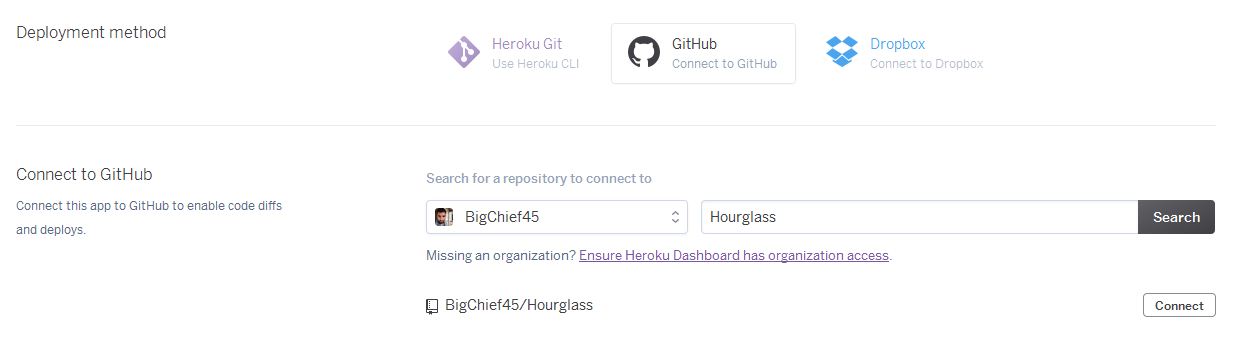 Deployment method
Heroku Git
Use Heroku CLI
GitHub
Connect to GitHub
Dropbox
Connect to Dropbox
Connect to GitHub
Connect this app to GitHub to enable code diffs
and deploys.
Search for a repository to connect to
BigChief45
Hourglass
Search
Missing an organization? Ensure Heroku Dashboard has organization access.
BigChief45/Hourglass
Connect